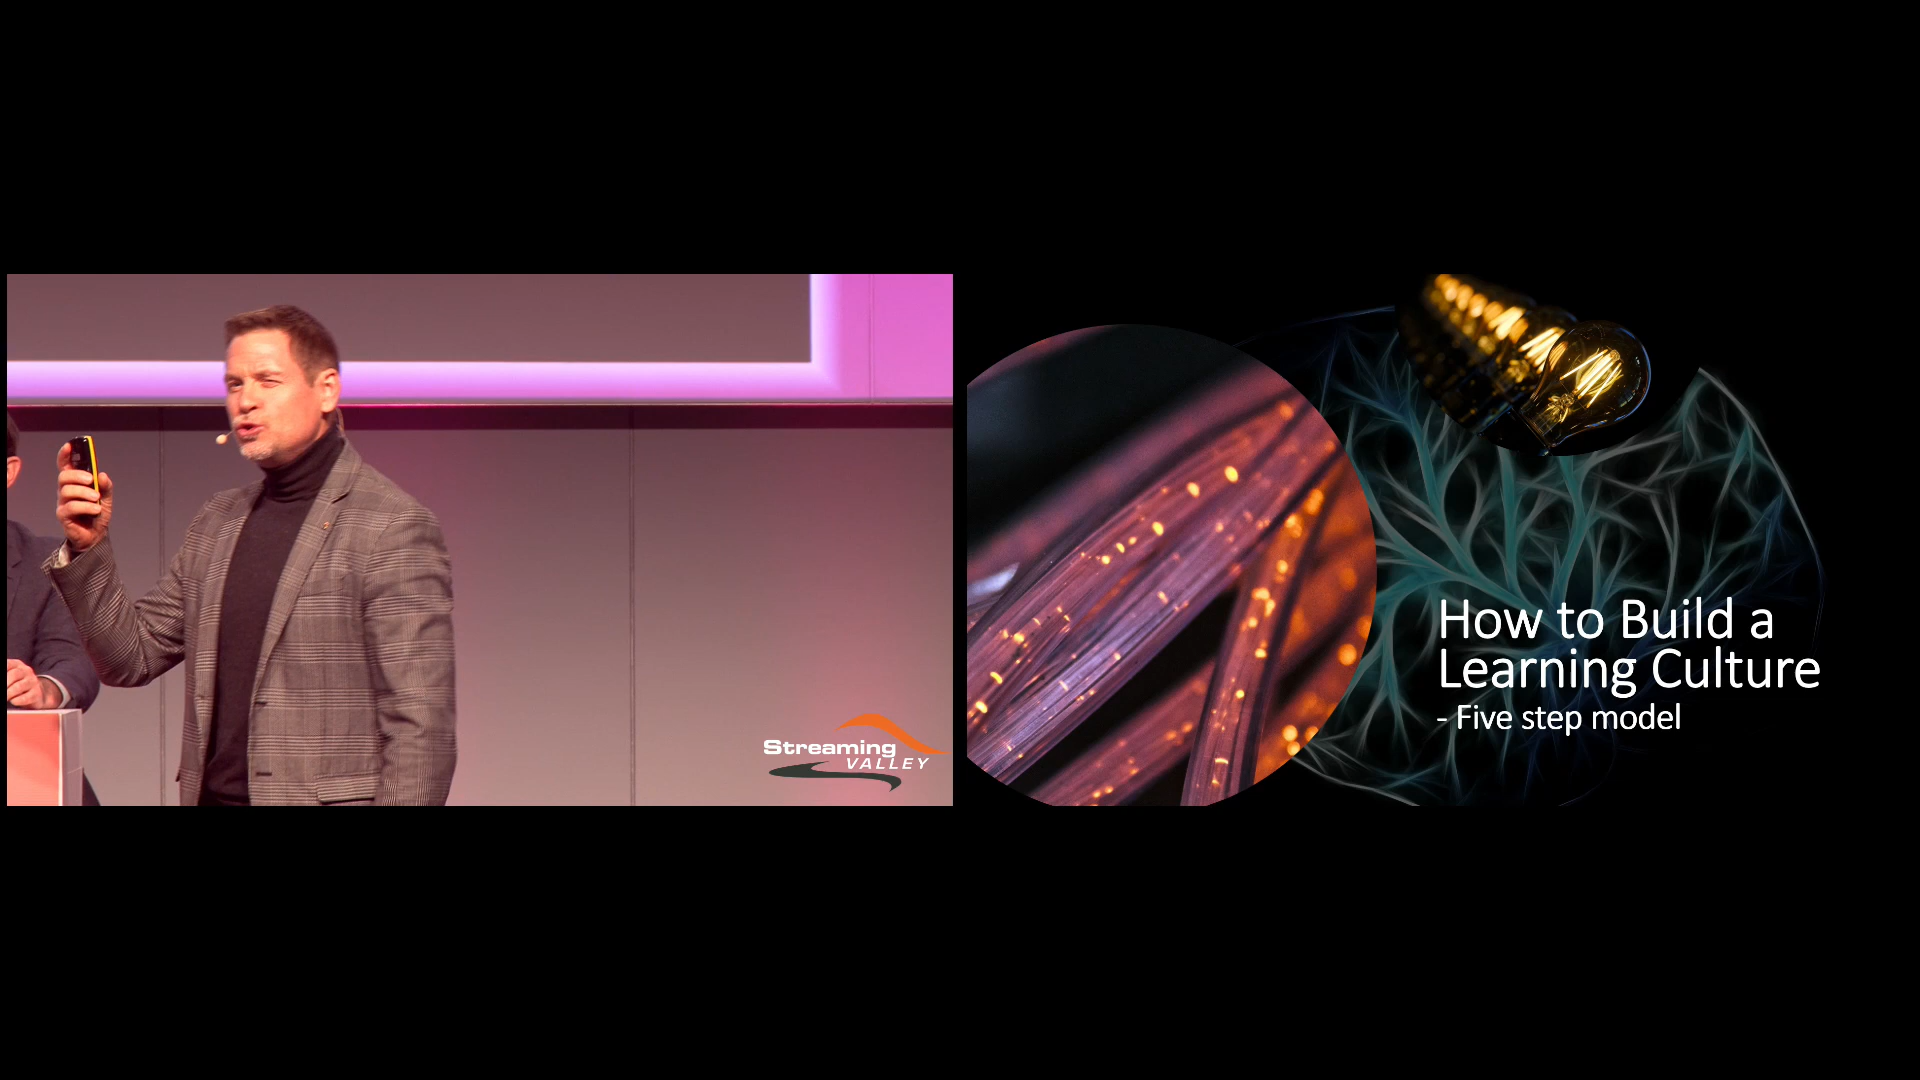 Streaming
VALLEY
How to Build a
Learning Culture
- Five step model